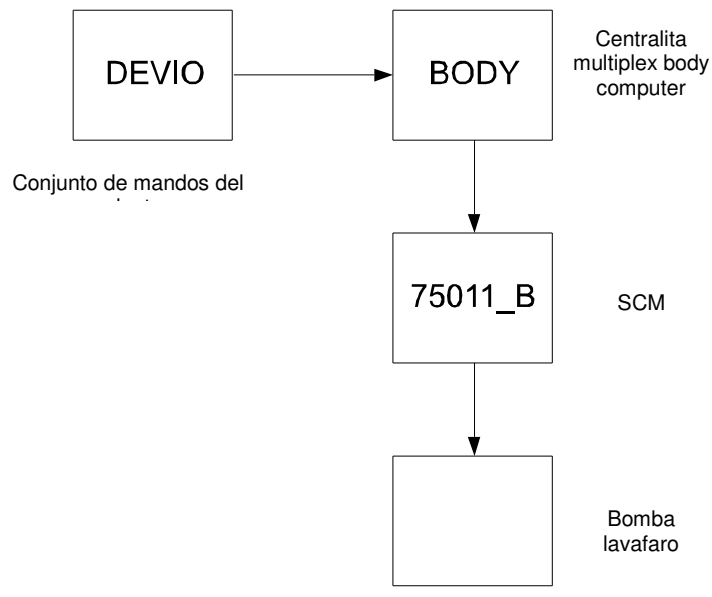 DEVIO
BODY
Centralita
multiplex body
computer
Conjunto de mandos del
75011_B
SCM
Bomba
lavafaro